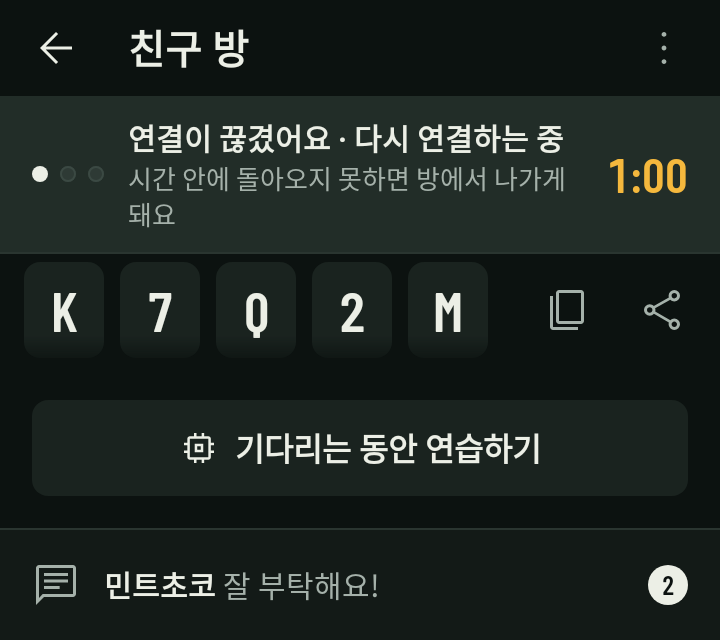 친구 방
연결이 끊겼어요 · 다시 연결하는 중
시간 안에 돌아오지 못하면 방에서 나가게
돼요
1:00
K 7 Q 2 M
기다리는 동안 연습하기
민트초코 잘 부탁해요!
2